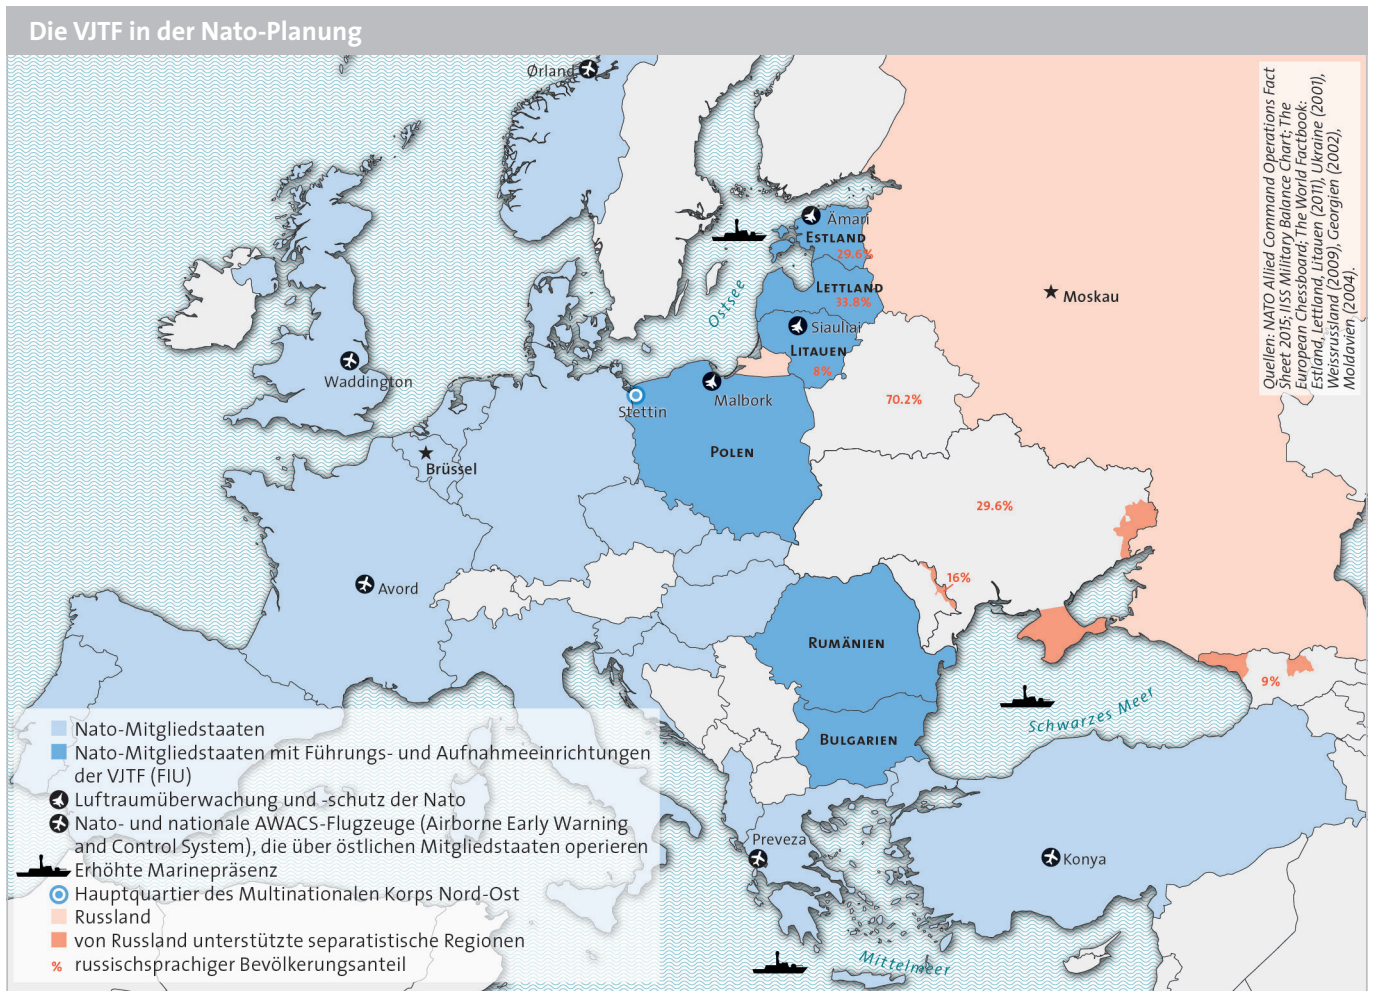 Die VJTF in der Nato-Planung
Ørland
Quellen: NATO Allied Command Operations Fact
Sheet 2015; IISS Military Balance Chart; The
European Chessboard; The World Factbook:
Estland, Lettland, Litauen (2011), Ukraine (2001),
Weissrussland (2009), Georgien (2002),
Moldavien (2004).
Ämari
ESTLAND
29.6%
LETTLAND
33.8%
Ostsee
Moskau
Siauliai
LITAUEN
8%
Waddington
Malbork
Stettin
70.2%
POLEN
Brüssel
29.6%
16%
Avord
RUMÄNIEN
9%
Schwarzes Meer
BULGARIEN
Preveza
Konya
Mittelmeer
Nato-Mitgliedstaaten
Nato-Mitgliedstaaten mit Führungs- und Aufnahmeeinrichtungen
der VJTF (FIU)
Luftraumüberwachung und -schutz der Nato
Nato- und nationale AWACS-Flugzeuge (Airborne Early Warning
and Control System), die über östlichen Mitgliedstaaten operieren
Erhöhte Marinepräsenz
Hauptquartier des Multinationalen Korps Nord-Ost
Russland
von Russland unterstützte separatistische Regionen
% russischsprachiger Bevölkerungsanteil